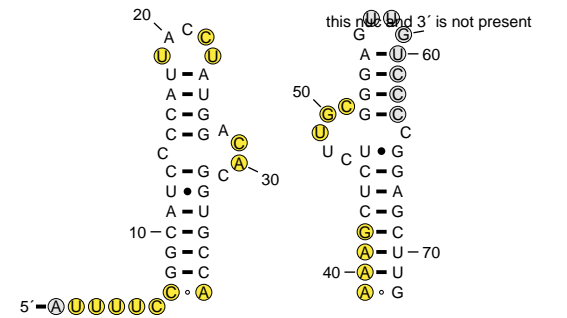 20
this nuc and 3´ is not present
U U
A C C G G
U U A U 60
U A G C
A U 50 C G C
C G G G C
C G A C U C
C A U C U G
C G C 30 C G
U G U A
A U C G
10 C G G C
G C A U 70
G C 40 A U
C A A G
5´ A U U U U C